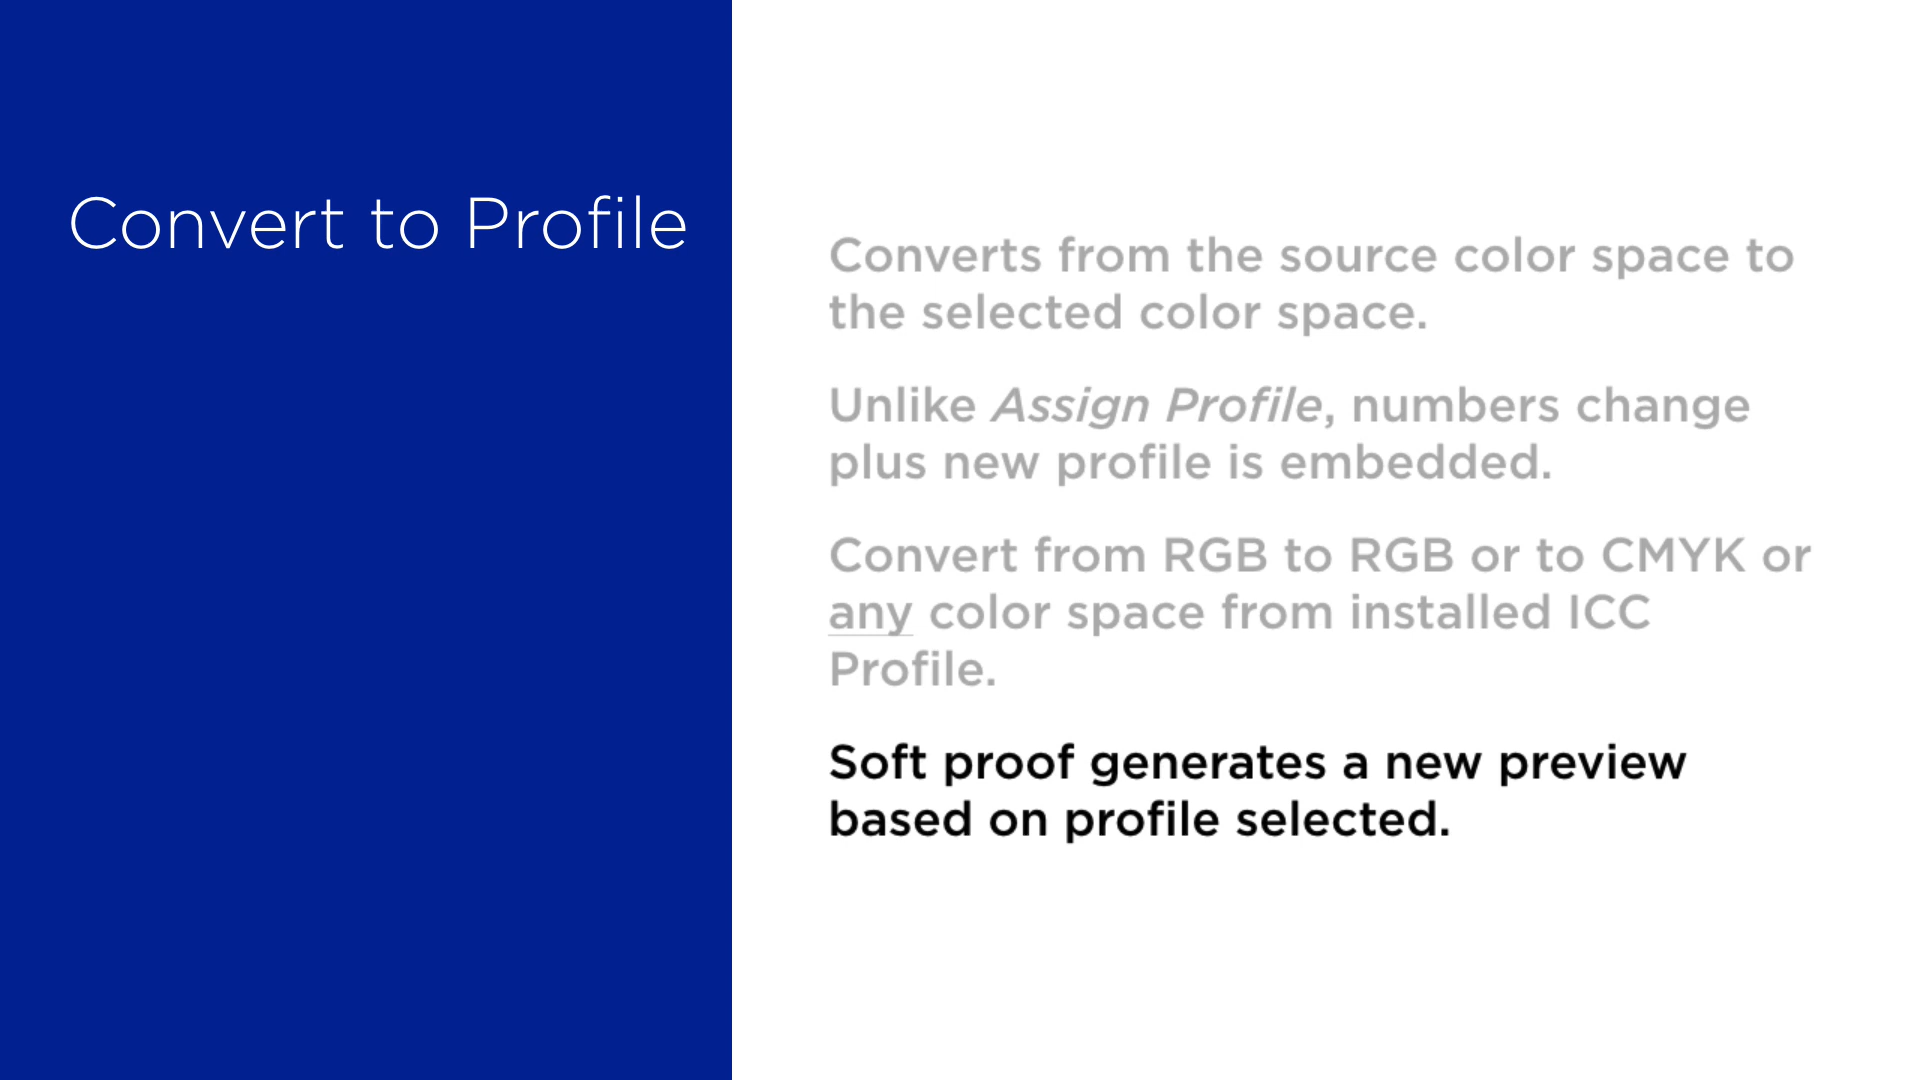 Convert to Profile
Converts from the source color space to
the selected color space.
Unlike Assign Profile, numbers change
plus new profile is embedded.
Convert from RGB to RGB or to CMYK or
any color space from installed ICC
Profile.
Soft proof generates a new preview
based on profile selected.